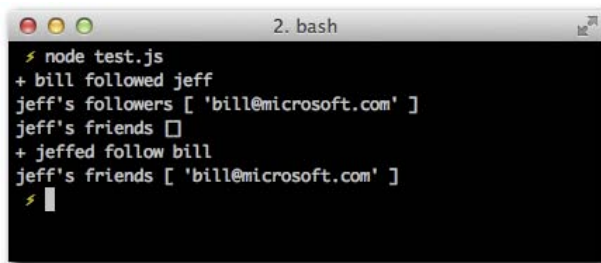 2. bash
⚡ node test.js
+ bill followed jeff
jeff's followers [ 'bill@microsoft.com' ]
jeff's friends []
+ jeffed follow bill
jeff's friends [ 'bill@microsoft.com' ]
⚡